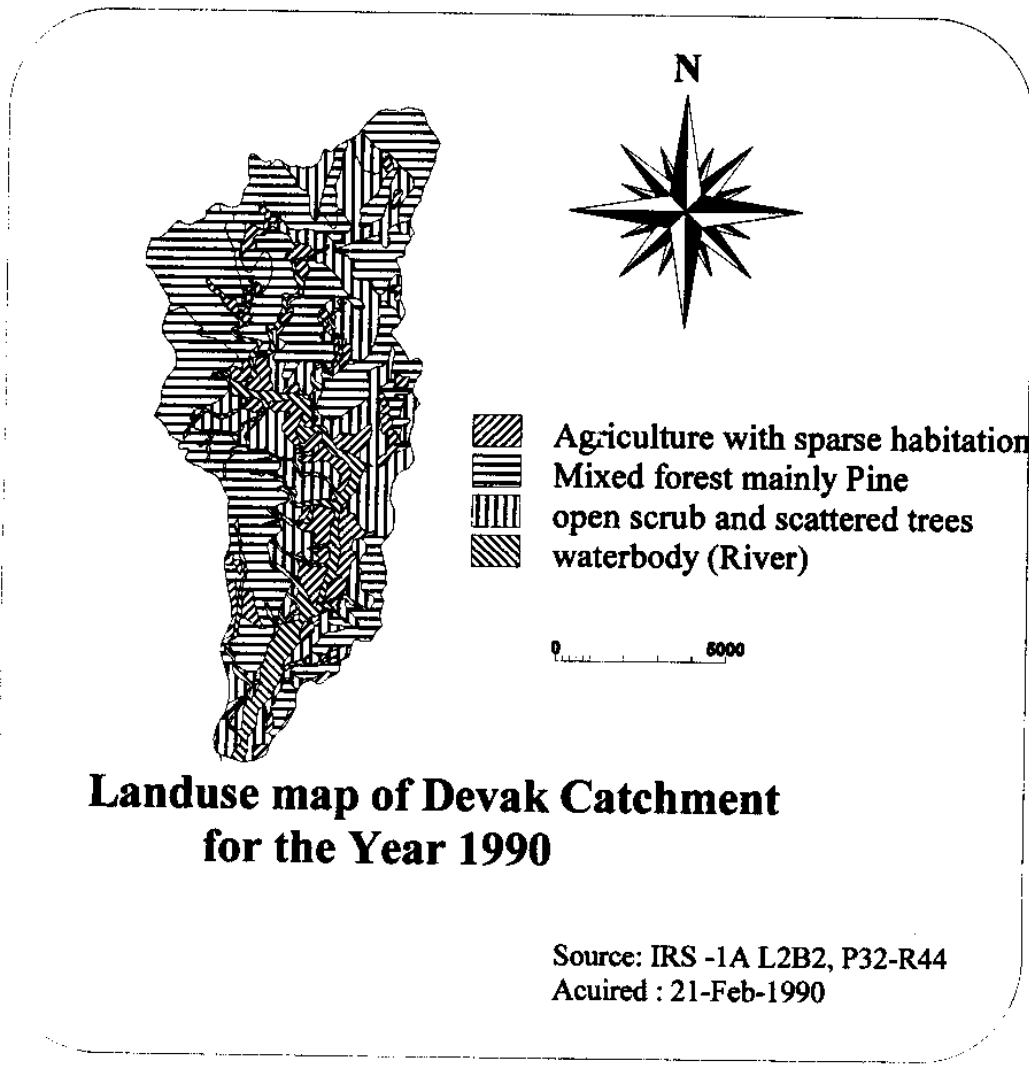 N
Agriculture with sparse habitation
Mixed forest mainly Pine
open scrub and scattered trees
waterbody (River)
0 5000
Landuse map of Devak Catchment
for the Year 1990
Source: IRS -1A L2B2, P32-R44
Acuired : 21-Feb-1990